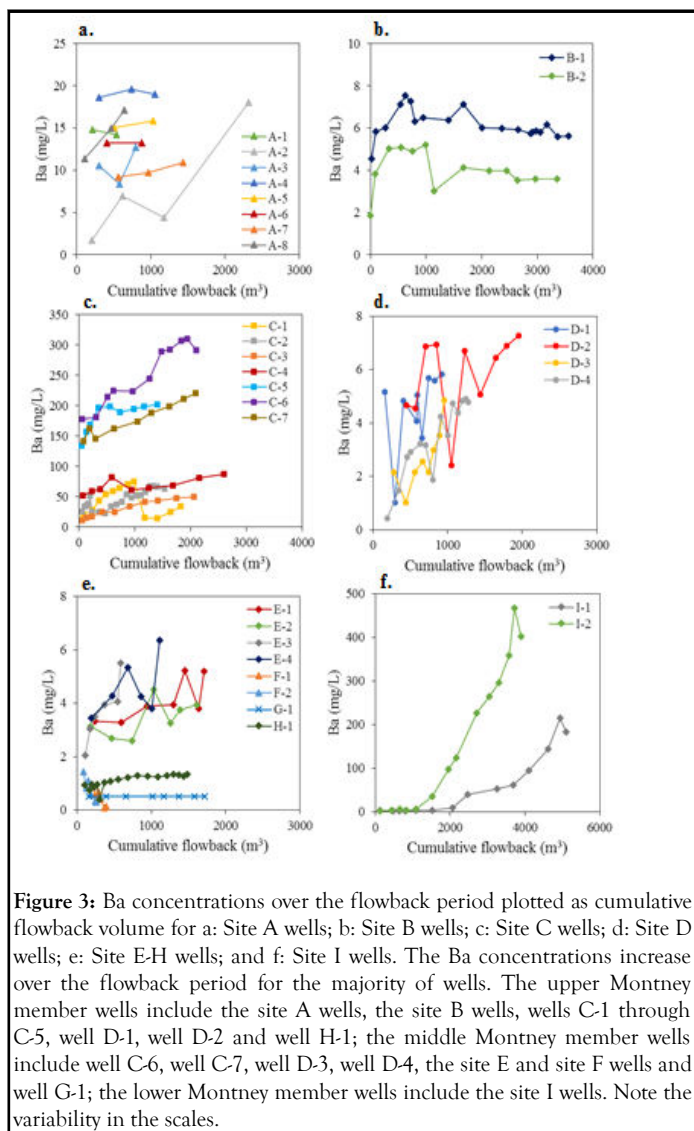 a.
Ba (mg/L)
25
20
15
10
5
0
0 1000 2000 3000
Cumulative flowback (m³)
A-1
A-2
A-3
A-4
A-5
A-6
A-7
A-8
b.
Ba (mg/L)
10
8
6
4
2
0
0 1000 2000 3000 4000
Cumulative flowback (m³)
B-1
B-2
c.
Ba (mg/L)
350
300
250
200
150
100
50
0
0 1000 2000 3000 4000
Cumulative flowback (m³)
C-1
C-2
C-3
C-4
C-5
C-6
C-7
d.
Ba (mg/L)
8
6
4
2
0
0 1000 2000 3000
Cumulative flowback (m³)
D-1
D-2
D-3
D-4
e.
Ba (mg/L)
8
6
4
2
0
0 1000 2000 3000
Cumulative flowback (m³)
E-1
E-2
E-3
E-4
F-1
F-2
G-1
H-1
f.
Ba (mg/L)
500
400
300
200
100
0
0 2000 4000 6000
Cumulative flowback (m³)
I-1
I-2
Figure 3: Ba concentrations over the flowback period plotted as cumulative
flowback volume for a: Site A wells; b: Site B wells; c: Site C wells; d: Site D
wells; e: Site E-H wells; and f: Site I wells. The Ba concentrations increase
over the flowback period for the majority of wells. The upper Montney
member wells include the site A wells, the site B wells, wells C-1 through
C-5, well D-1, well D-2 and well H-1; the middle Montney member wells
include well C-6, well C-7, well D-3, well D-4, the site E and site F wells and
well G-1; the lower Montney member wells include the site I wells. Note the
variability in the scales.